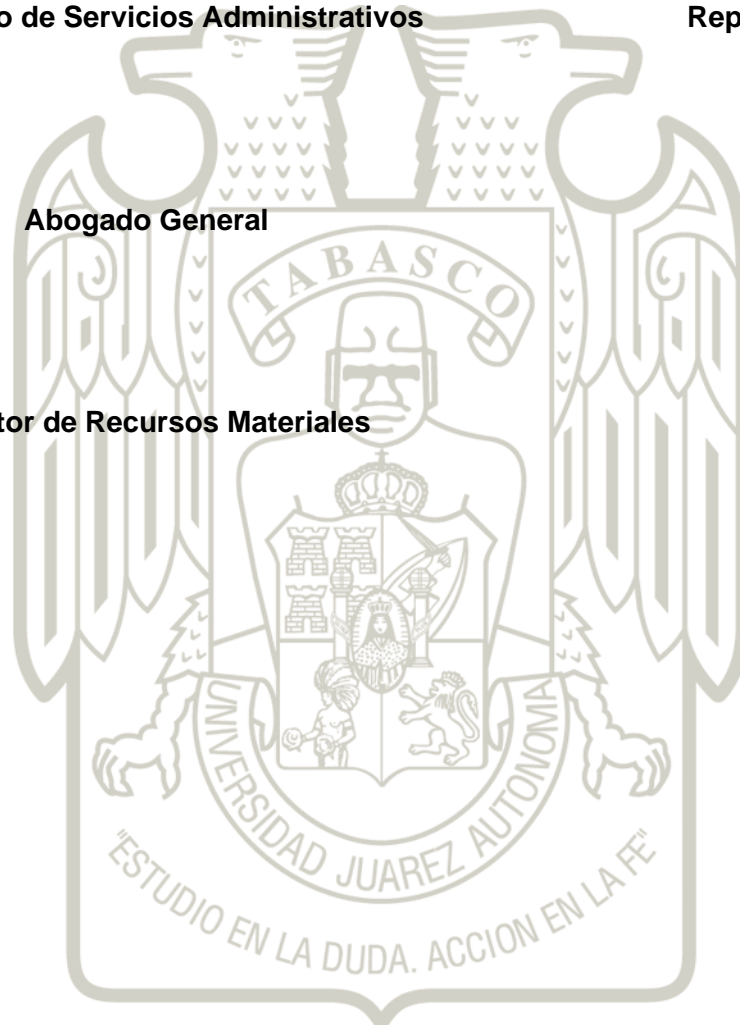 o de Servicios Administrativos
Rep
Abogado General
TABASCO
tor de Recursos Materiales
UNIVERSIDAD JUAREZ AUTONOMA
"ESTUDIO EN LA DUDA. ACCION EN LA FE"